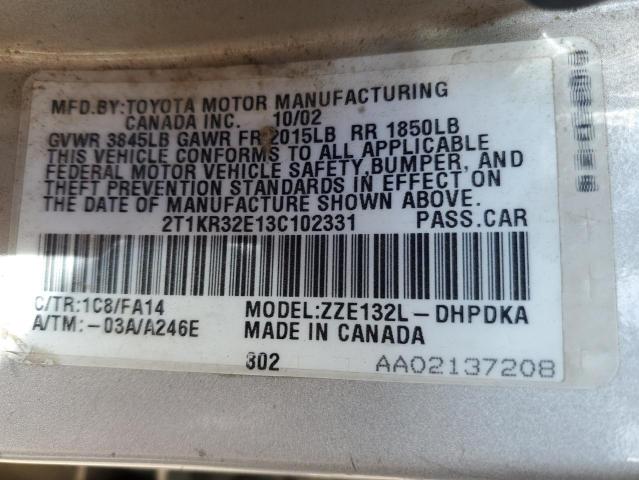 MFD.BY:TOYOTA MOTOR MANUFACTURING
CANADA INC. 10/02
GVWR 3845LB GAWR FR 2015LB RR 1850LB
THIS VEHICLE CONFORMS TO ALL APPLICABLE
FEDERAL MOTOR VEHICLE SAFETY,BUMPER, AND
THEFT PREVENTION STANDARDS IN EFFECT ON
THE DATE OF MANUFACTURE SHOWN ABOVE.
2T1KR32E13C102331 PASS.CAR
C/TR:1C8/FA14 MODEL:ZZE132L-DHPDKA
A/TM:-03A/A246E MADE IN CANADA
802 AA02137208